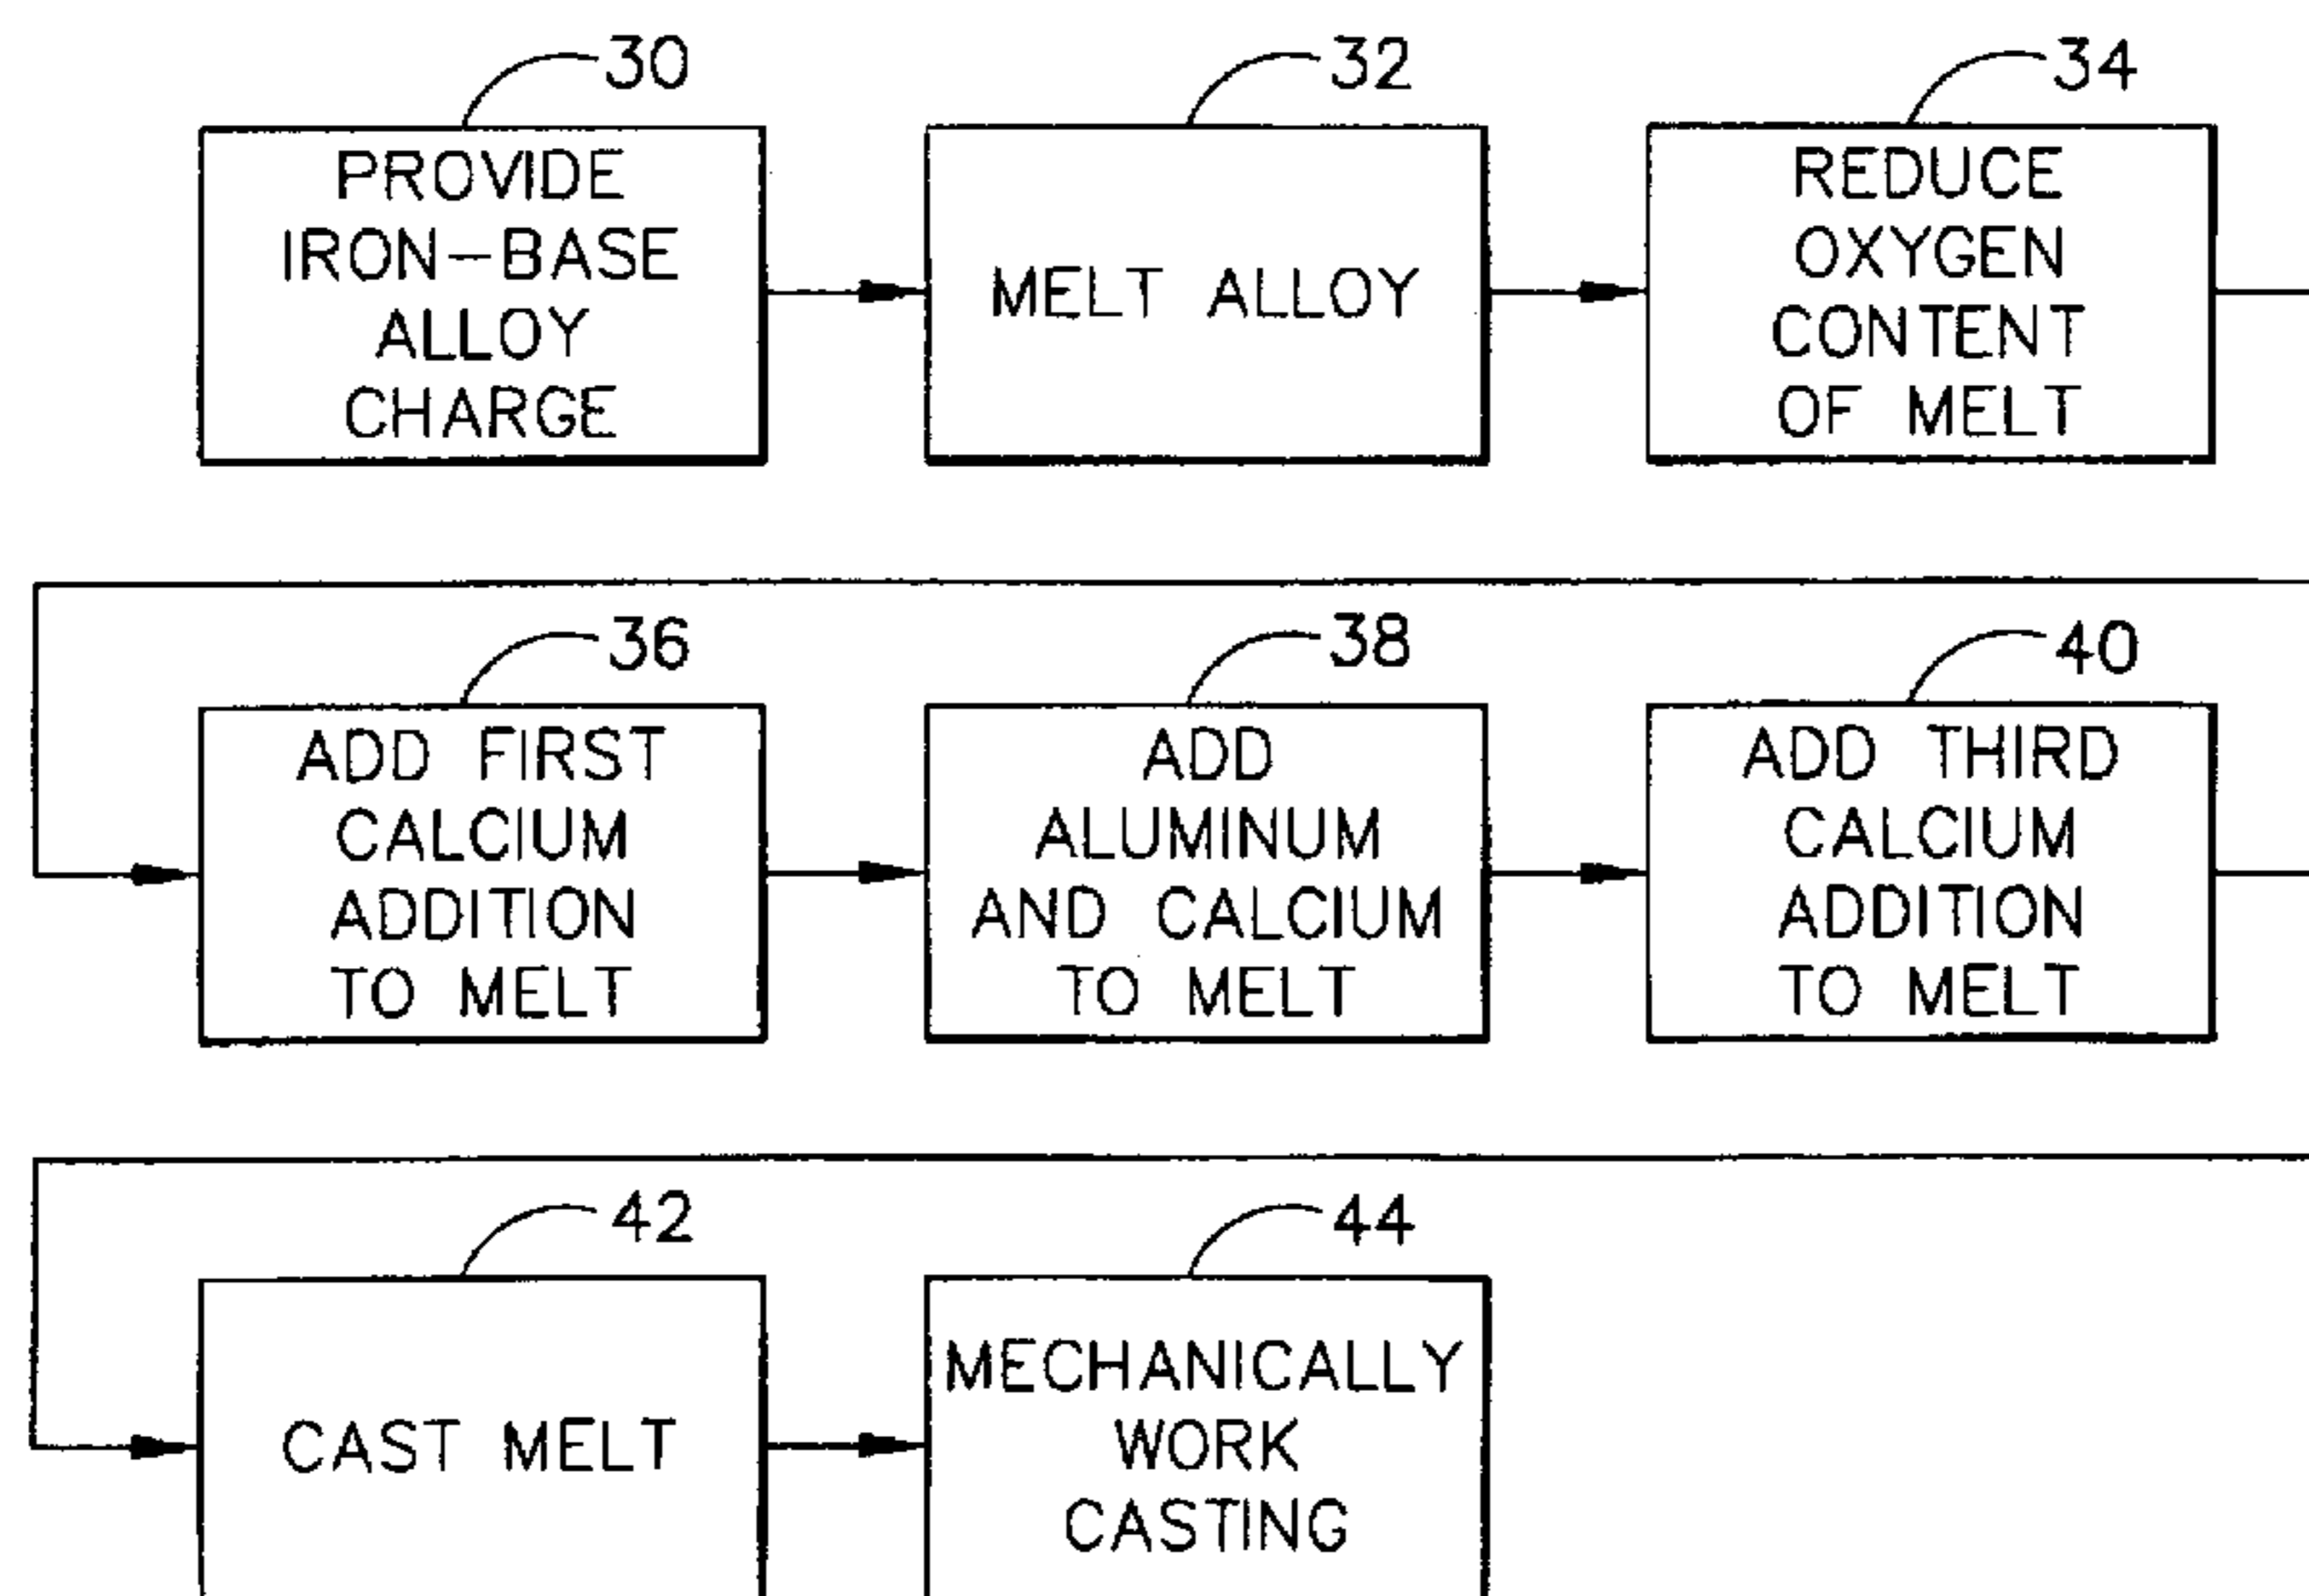 30
PROVIDE
IRON-BASE
ALLOY
CHARGE
32
MELT ALLOY
34
REDUCE
OXYGEN
CONTENT
OF MELT
36
ADD FIRST
CALCIUM
ADDITION
TO MELT
38
ADD
ALUMINUM
AND CALCIUM
TO MELT
40
ADD THIRD
CALCIUM
ADDITION
TO MELT
42
CAST MELT
44
MECHANICALLY
WORK
CASTING